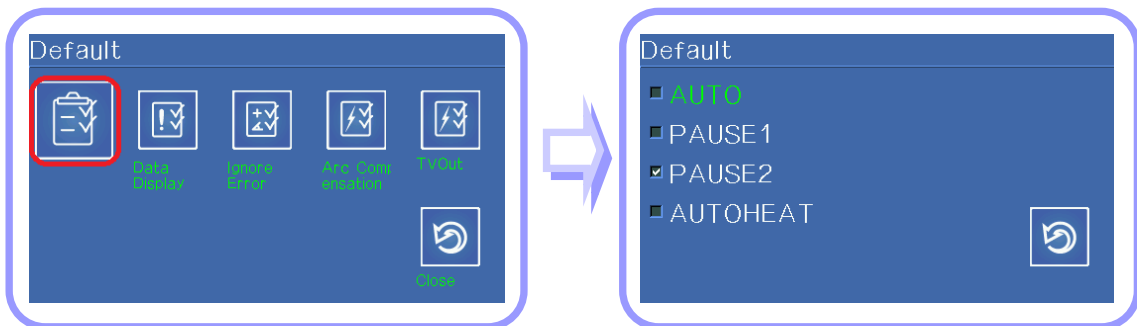 Default
Data
Display
Ignore
Error
Arc Comp
ensation
TVOut
Close
Default
AUTO
PAUSE1
PAUSE2
AUTOHEAT